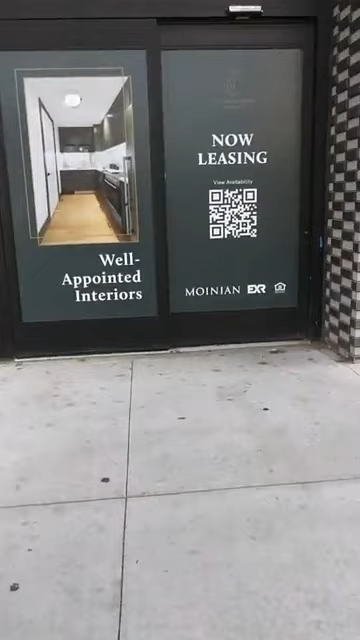 Well-
Appointed
Interiors
NOW
LEASING
View Availability
MOINIAN EXR